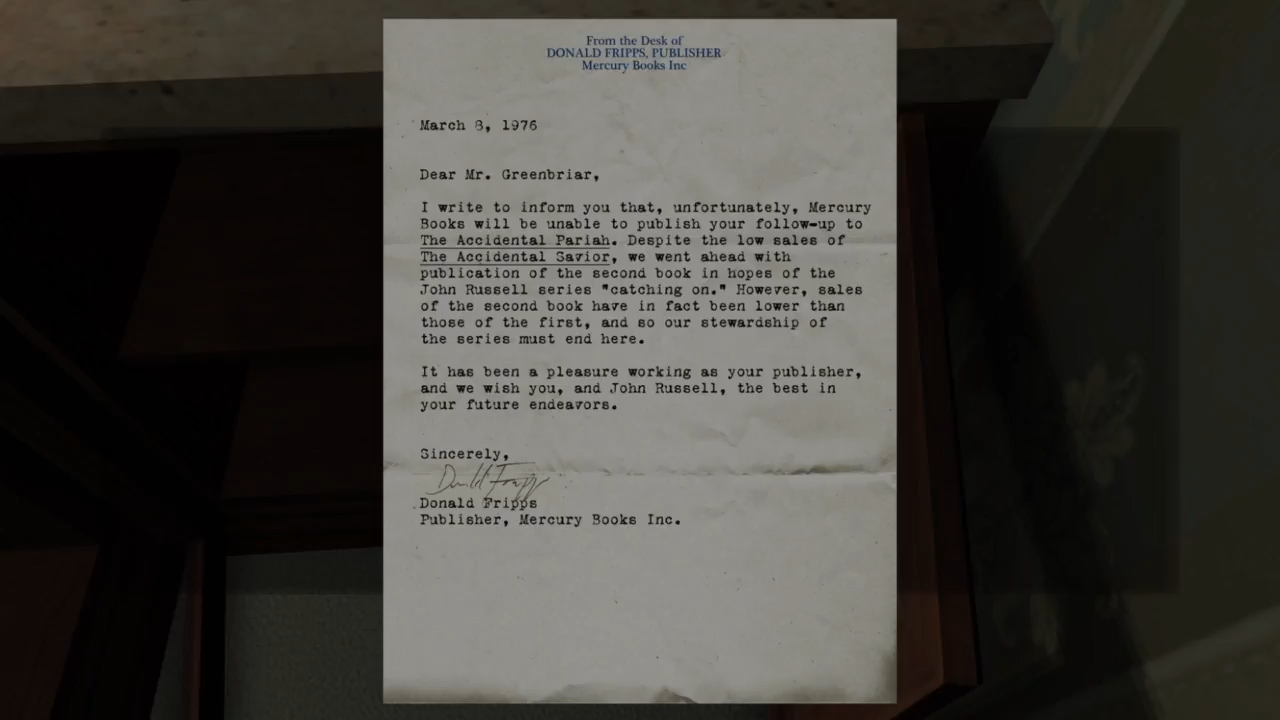 From the Desk of
DONALD FRIPPS, PUBLISHER
Mercury Books Inc
March 8, 1976
Dear Mr. Greenbriar,
I write to inform you that, unfortunately, Mercury
Books will be unable to publish your follow-up to
The Accidental Pariah. Despite the low sales of
The Accidental Savior, we went ahead with
publication of the second book in hopes of the
John Russell series "catching on." However, sales
of the second book have in fact been lower than
those of the first, and so our stewardship of
the series must end here.
It has been a pleasure working as your publisher,
and we wish you, and John Russell, the best in
your future endeavors.
Sincerely,
Donald Fripps
Donald Fripps
Publisher, Mercury Books Inc.